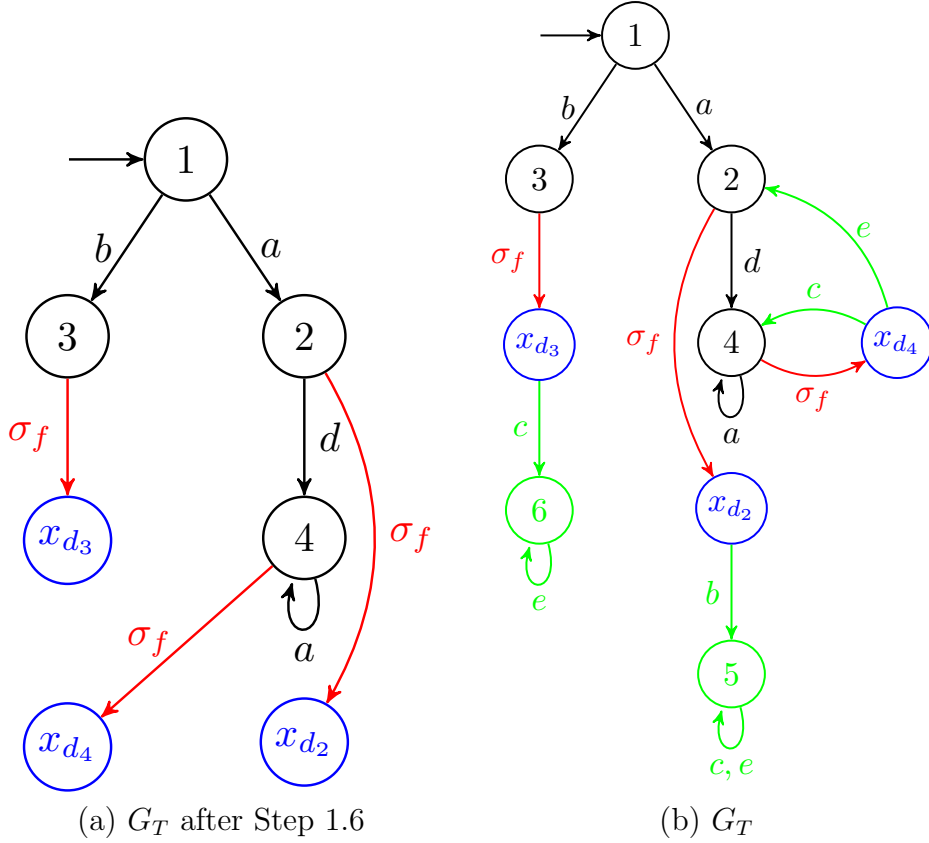 1
b
a
3
2
σ_f
d
x_{d_3}
4
σ_f
σ_f
a
x_{d_4}
x_{d_2}
(a) G_T after Step 1.6
1
b
a
3
2
e
σ_f
d
c
x_{d_3}
σ_f
4
x_{d_4}
σ_f
a
c
6
x_{d_2}
e
b
5
c, e
(b) G_T